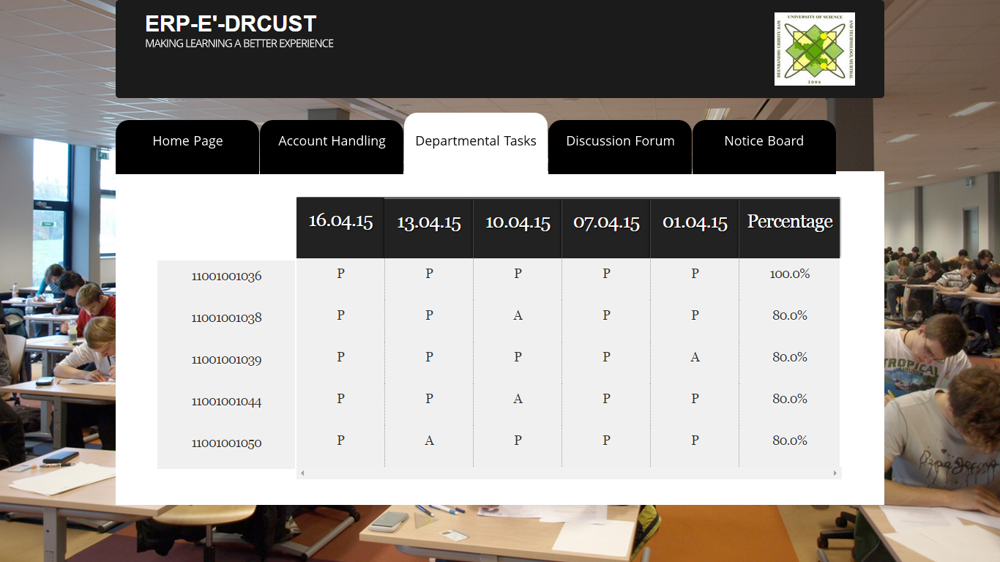 ERP-E'-DRCUST
MAKING LEARNING A BETTER EXPERIENCE
UNIVERSITY OF SCIENCE
AND TECHNOLOGY, MURTHAL
DEENBANDHU CHHOTU RAM
2006
Home Page Account Handling Departmental Tasks Discussion Forum Notice Board
16.04.15 13.04.15 10.04.15 07.04.15 01.04.15 Percentage
11001001036 P P P P P 100.0%
11001001038 P P A P P 80.0%
11001001039 P P P P A 80.0%
11001001044 P P A P P 80.0%
11001001050 P A P P P 80.0%
TROPICAL
Pepe Jeans